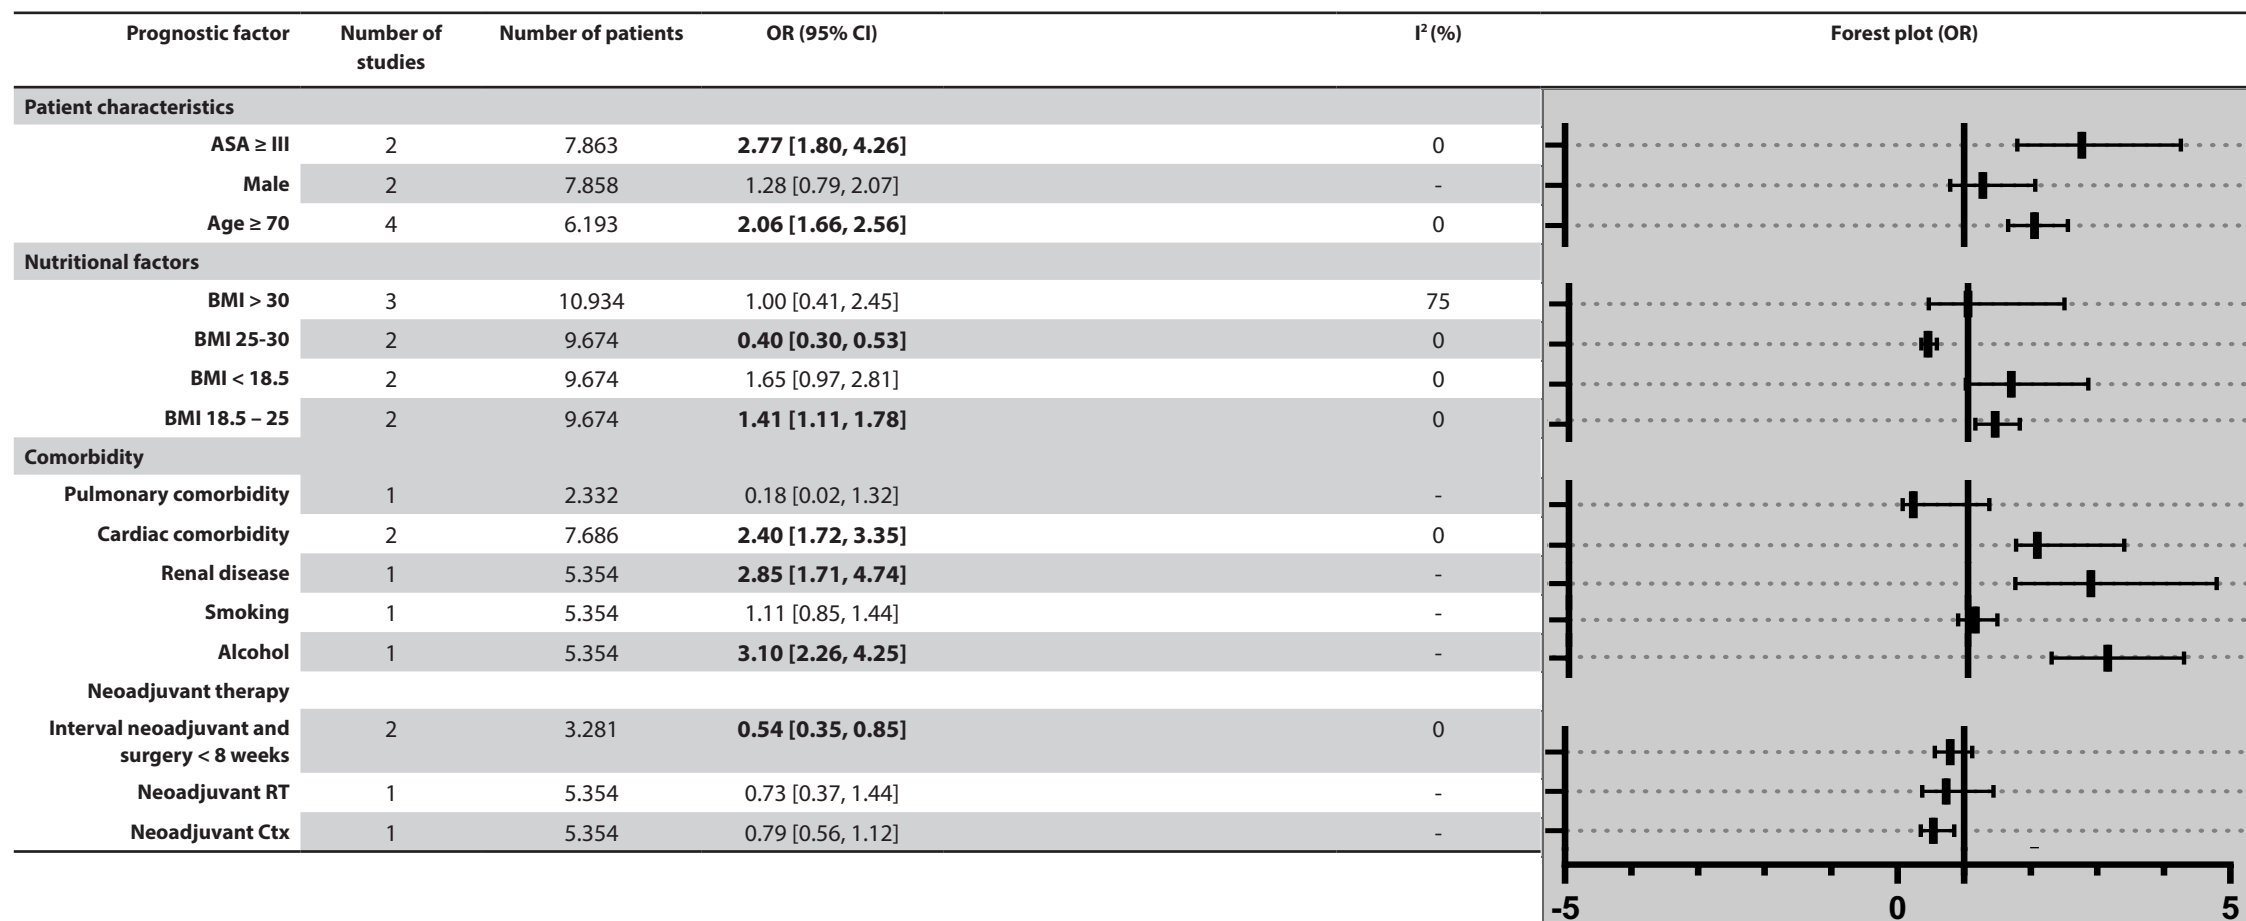 Prognostic factor Number of studies Number of patients OR (95% CI) I² (%) Forest plot (OR)
Patient characteristics
ASA ≥ III 2 7.863 2.77 [1.80, 4.26] 0
Male 2 7.858 1.28 [0.79, 2.07] -
Age ≥ 70 4 6.193 2.06 [1.66, 2.56] 0
Nutritional factors
BMI > 30 3 10.934 1.00 [0.41, 2.45] 75
BMI 25-30 2 9.674 0.40 [0.30, 0.53] 0
BMI < 18.5 2 9.674 1.65 [0.97, 2.81] 0
BMI 18.5 – 25 2 9.674 1.41 [1.11, 1.78] 0
Comorbidity
Pulmonary comorbidity 1 2.332 0.18 [0.02, 1.32] -
Cardiac comorbidity 2 7.686 2.40 [1.72, 3.35] 0
Renal disease 1 5.354 2.85 [1.71, 4.74] -
Smoking 1 5.354 1.11 [0.85, 1.44] -
Alcohol 1 5.354 3.10 [2.26, 4.25] -
Neoadjuvant therapy
Interval neoadjuvant and surgery < 8 weeks 2 3.281 0.54 [0.35, 0.85] 0
Neoadjuvant RT 1 5.354 0.73 [0.37, 1.44] -
Neoadjuvant Ctx 1 5.354 0.79 [0.56, 1.12] -
-5 0 5